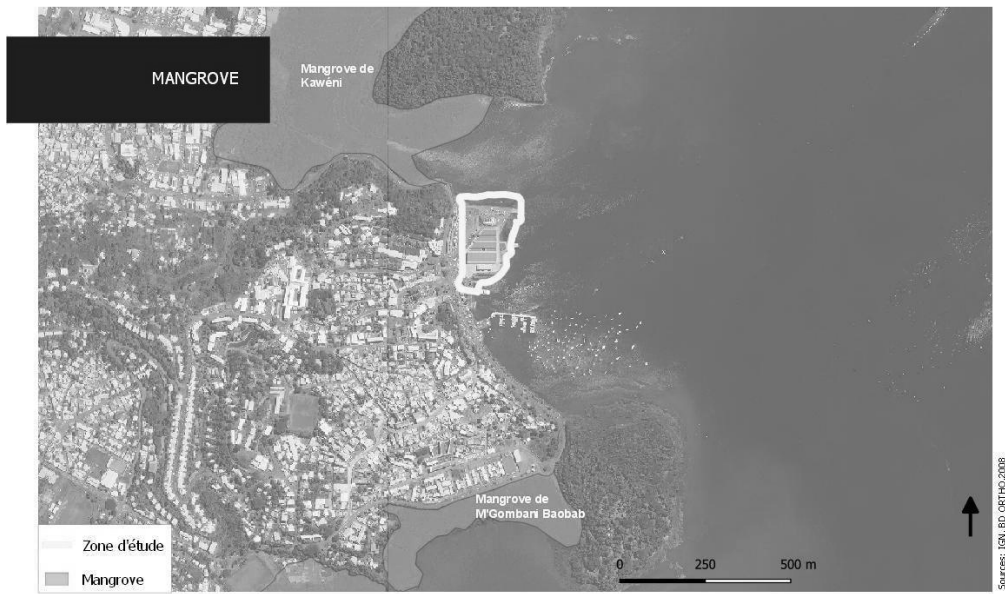 MANGROVE
Mangrove de
Kawéni
Mangrove de
M'Gombani Baobab
Zone d'étude
Mangrove
0 250 500 m
Sources: IGN, BD ORTHO,2008